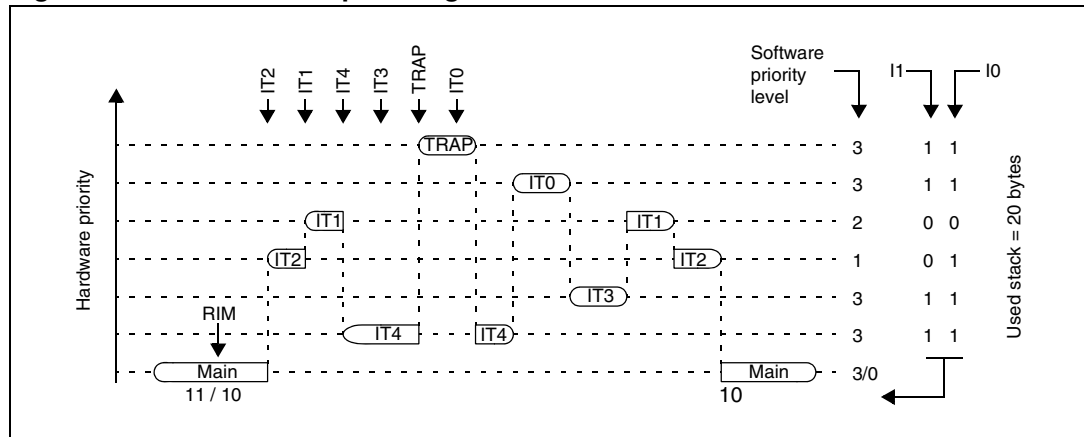 Software
priority
level
I1
I0
IT2
IT1
IT4
IT3
TRAP
IT0
Hardware priority
Used stack = 20 bytes
TRAP
3
1 1
IT0
3
1 1
IT1
IT1
2
0 0
IT2
IT2
1
0 1
IT3
3
1 1
RIM
IT4
IT4
3
1 1
Main
Main
3/0
11 / 10
10